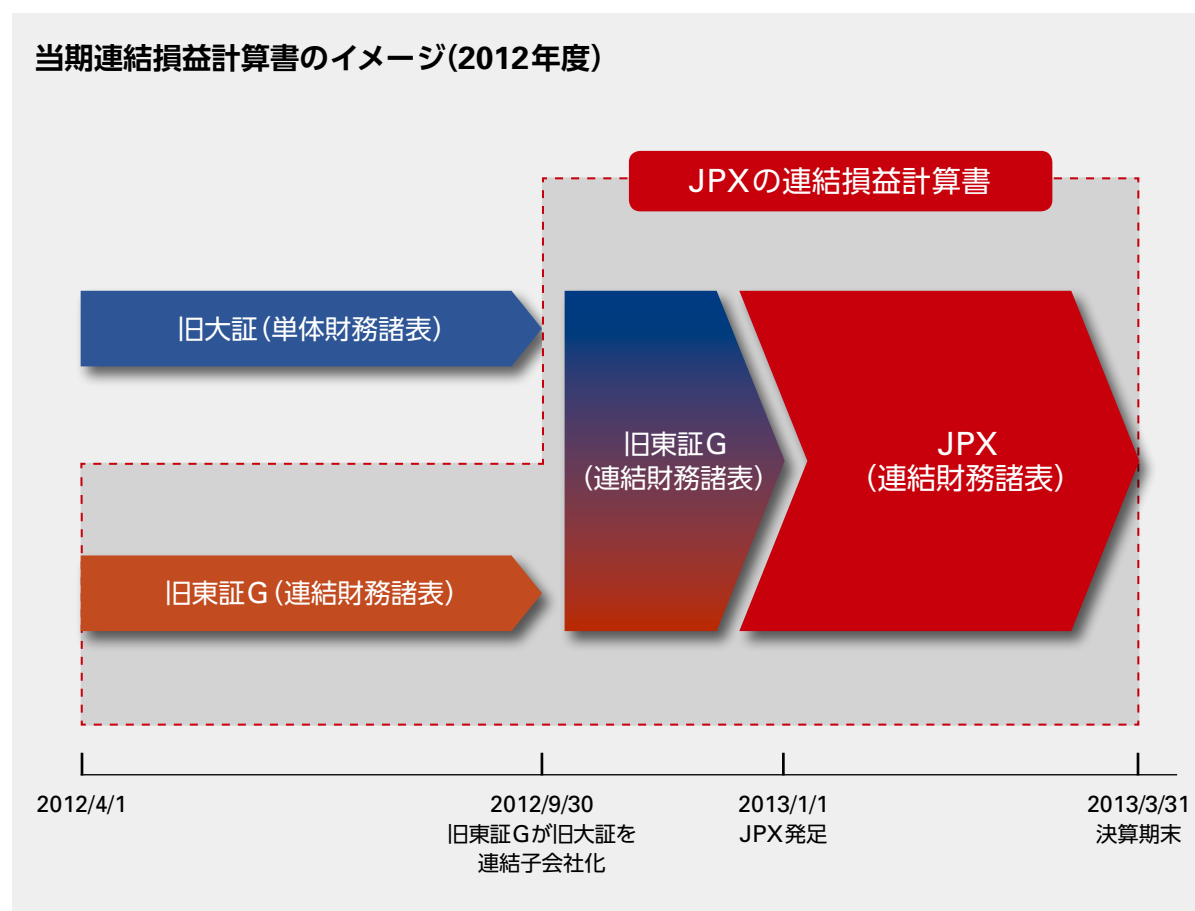 当期連結損益計算書のイメージ(2012年度)
JPXの連結損益計算書
旧大証(単体財務諸表)
旧東証G
(連結財務諸表)
JPX
(連結財務諸表)
旧東証G(連結財務諸表)
2012/4/1
2012/9/30
旧東証Gが旧大証を
連結子会社化
2013/1/1
JPX発足
2013/3/31
決算期末